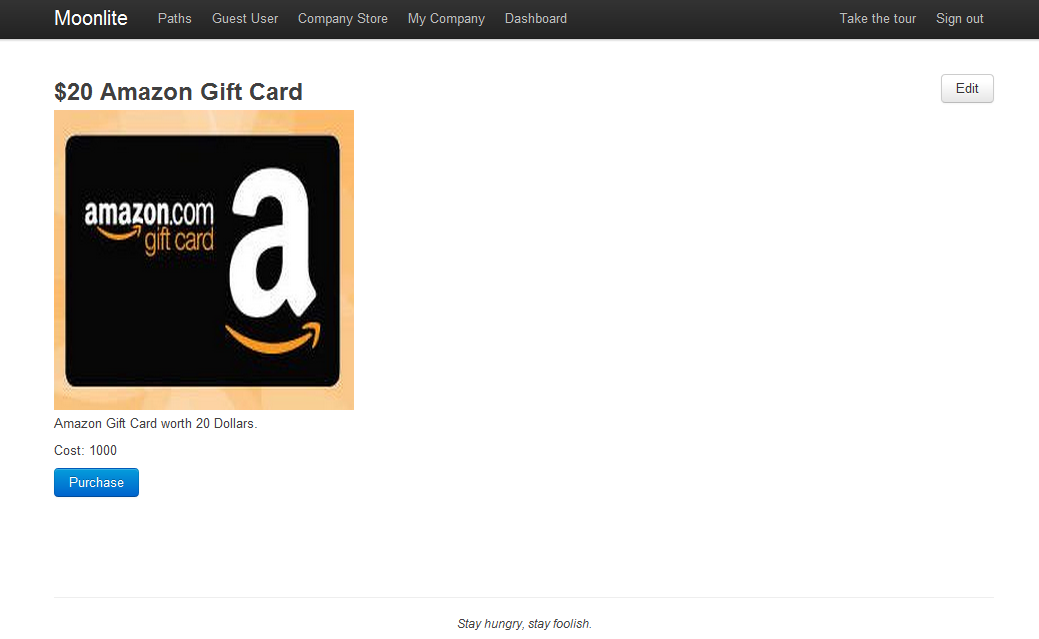 Moonlite Paths Guest User Company Store My Company Dashboard Take the tour Sign out
$20 Amazon Gift Card Edit
amazon.com
gift card
a
Amazon Gift Card worth 20 Dollars.
Cost: 1000
Purchase
Stay hungry, stay foolish.